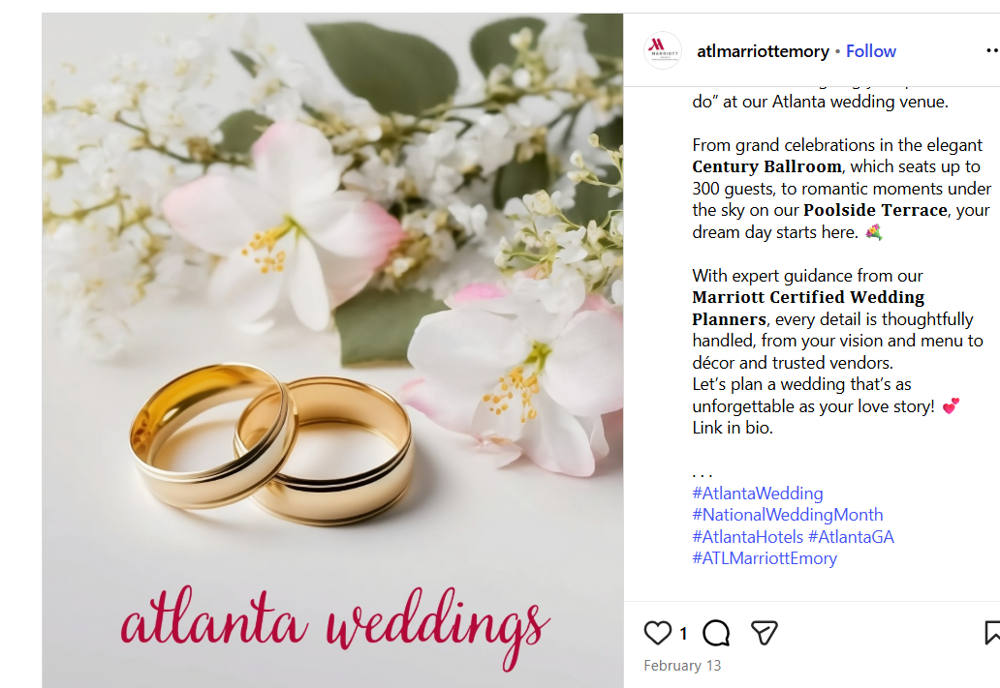 atlanta weddings
MARRIOTT
atlmarriottemory • Follow
do” at our Atlanta wedding venue.
From grand celebrations in the elegant
Century Ballroom, which seats up to
300 guests, to romantic moments under
the sky on our Poolside Terrace, your
dream day starts here. 💐
With expert guidance from our
Marriott Certified Wedding
Planners, every detail is thoughtfully
handled, from your vision and menu to
décor and trusted vendors.
Let’s plan a wedding that’s as
unforgettable as your love story! 💕
Link in bio.
. . .
#AtlantaWedding
#NationalWeddingMonth
#AtlantaHotels #AtlantaGA
#ATLMarriottEmory
1
February 13